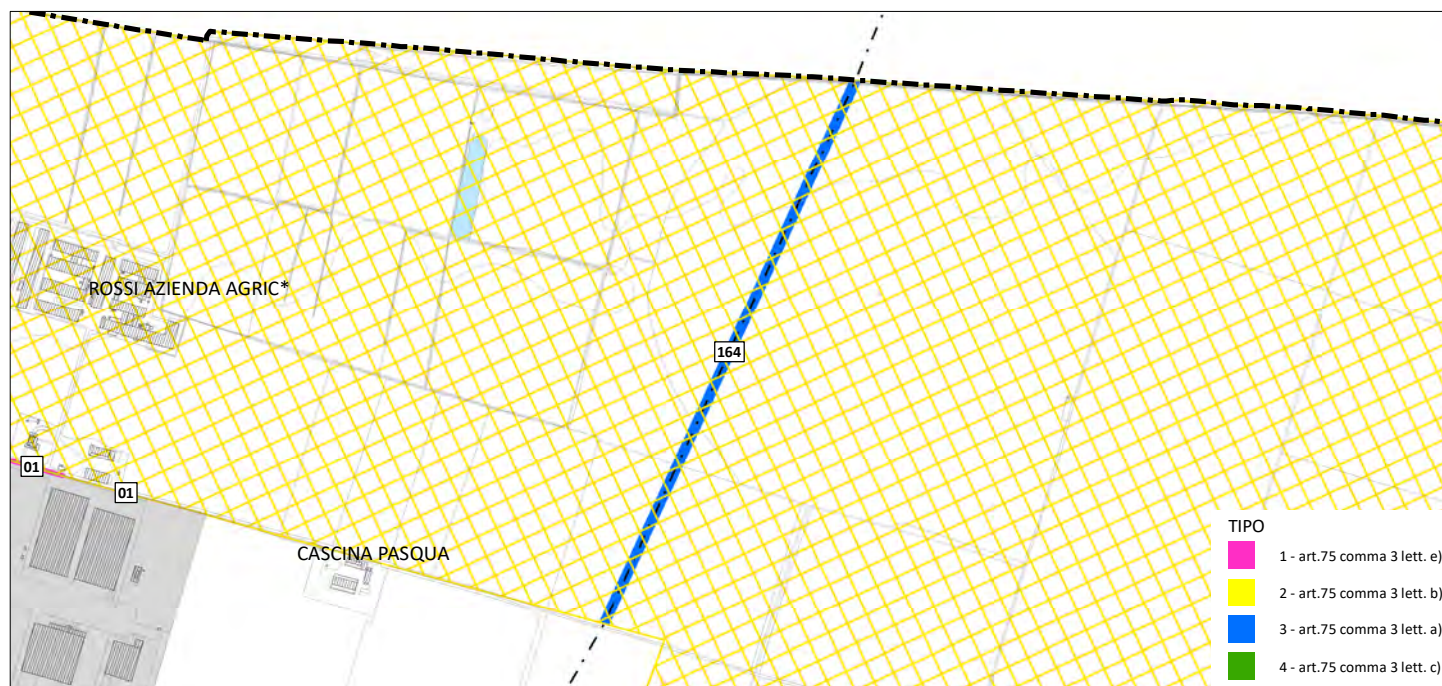 ROSSI AZIENDA AGRIC*
164
01
01
CASCINA PASQUA
TIPO
1 - art.75 comma 3 lett. e)
2 - art.75 comma 3 lett. b)
3 - art.75 comma 3 lett. a)
4 - art.75 comma 3 lett. c)